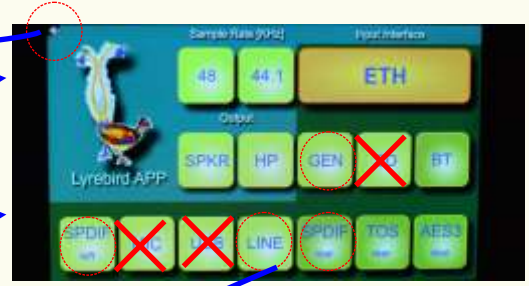 Sample Rate [KHz] Input Interface
48 44.1 ETH
Output
SPKR HP GEN BT
Lyrebird APP
SPDIF LINE SPDIF TOS AES3